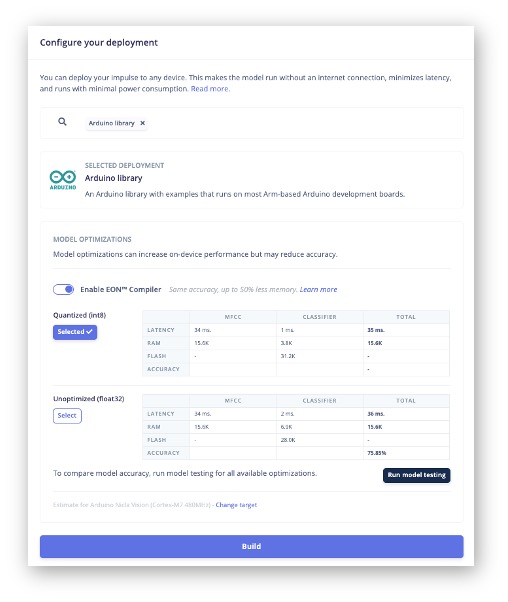 Configure your deployment
You can deploy your impulse to any device. This makes the model run without an internet connection, minimizes latency,
and runs with minimal power consumption. Read more.
Arduino library ×
SELECTED DEPLOYMENT
Arduino library
An Arduino library with examples that runs on most Arm-based Arduino development boards.
ARDUINO
MODEL OPTIMIZATIONS
Model optimizations can increase on-device performance but may reduce accuracy.
Enable EON™ Compiler Same accuracy, up to 50% less memory. Learn more
Quantized (int8)
Selected ✓
MFCC CLASSIFIER TOTAL
LATENCY 34 ms. 1 ms. 35 ms.
RAM 15.6K 3.8K 15.6K
FLASH - 31.2K -
ACCURACY -
Unoptimized (float32)
Select
MFCC CLASSIFIER TOTAL
LATENCY 34 ms. 2 ms. 36 ms.
RAM 15.6K 6.5K 15.6K
FLASH - 28.0K -
ACCURACY 75.85%
To compare model accuracy, run model testing for all available optimizations.
Run model testing
Estimate for Arduino Nicla Vision (Cortex-M7 480MHz) - Change target
Build